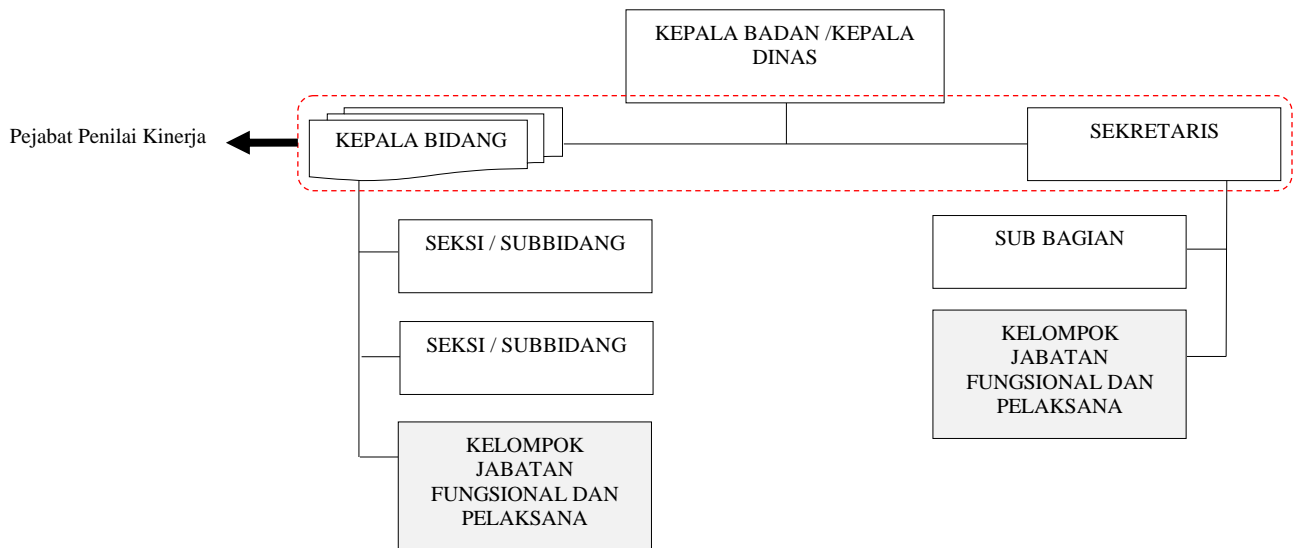 KEPALA BADAN /KEPALA
DINAS
Pejabat Penilai Kinerja
KEPALA BIDANG
SEKRETARIS
SEKSI / SUBBIDANG
SUB BAGIAN
SEKSI / SUBBIDANG
KELOMPOK
JABATAN
FUNGSIONAL DAN
PELAKSANA
KELOMPOK
JABATAN
FUNGSIONAL DAN
PELAKSANA